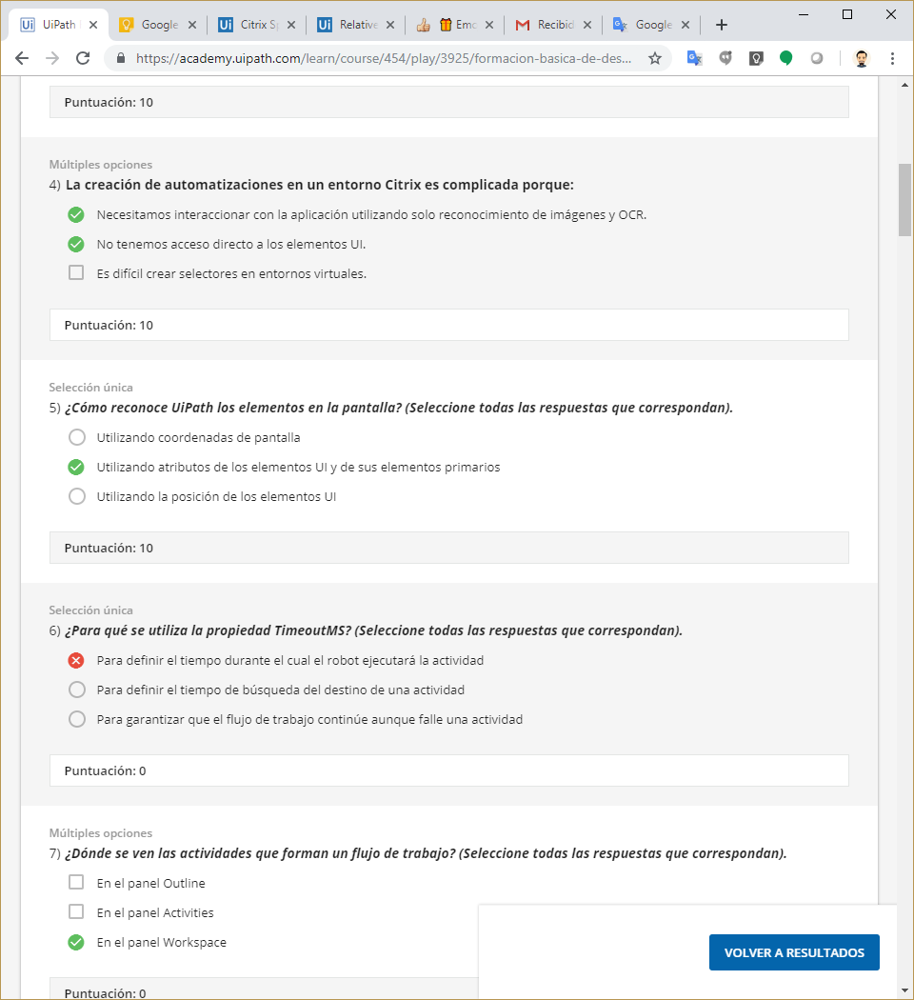 UiPath
Google
Citrix Sp
Relative
Emo
Recibid
Google
https://academy.uipath.com/learn/course/454/play/3925/formacion-basica-de-des...
Puntuación: 10
Múltiples opciones
4) La creación de automatizaciones en un entorno Citrix es complicada porque:
Necesitamos interaccionar con la aplicación utilizando solo reconocimiento de imágenes y OCR.
No tenemos acceso directo a los elementos UI.
Es difícil crear selectores en entornos virtuales.
Puntuación: 10
Selección única
5) ¿Cómo reconoce UiPath los elementos en la pantalla? (Seleccione todas las respuestas que correspondan).
Utilizando coordenadas de pantalla
Utilizando atributos de los elementos UI y de sus elementos primarios
Utilizando la posición de los elementos UI
Puntuación: 10
Selección única
6) ¿Para qué se utiliza la propiedad TimeoutMS? (Seleccione todas las respuestas que correspondan).
Para definir el tiempo durante el cual el robot ejecutará la actividad
Para definir el tiempo de búsqueda del destino de una actividad
Para garantizar que el flujo de trabajo continúe aunque falle una actividad
Puntuación: 0
Múltiples opciones
7) ¿Dónde se ven las actividades que forman un flujo de trabajo? (Seleccione todas las respuestas que correspondan).
En el panel Outline
En el panel Activities
En el panel Workspace
VOLVER A RESULTADOS
Puntuación: 0